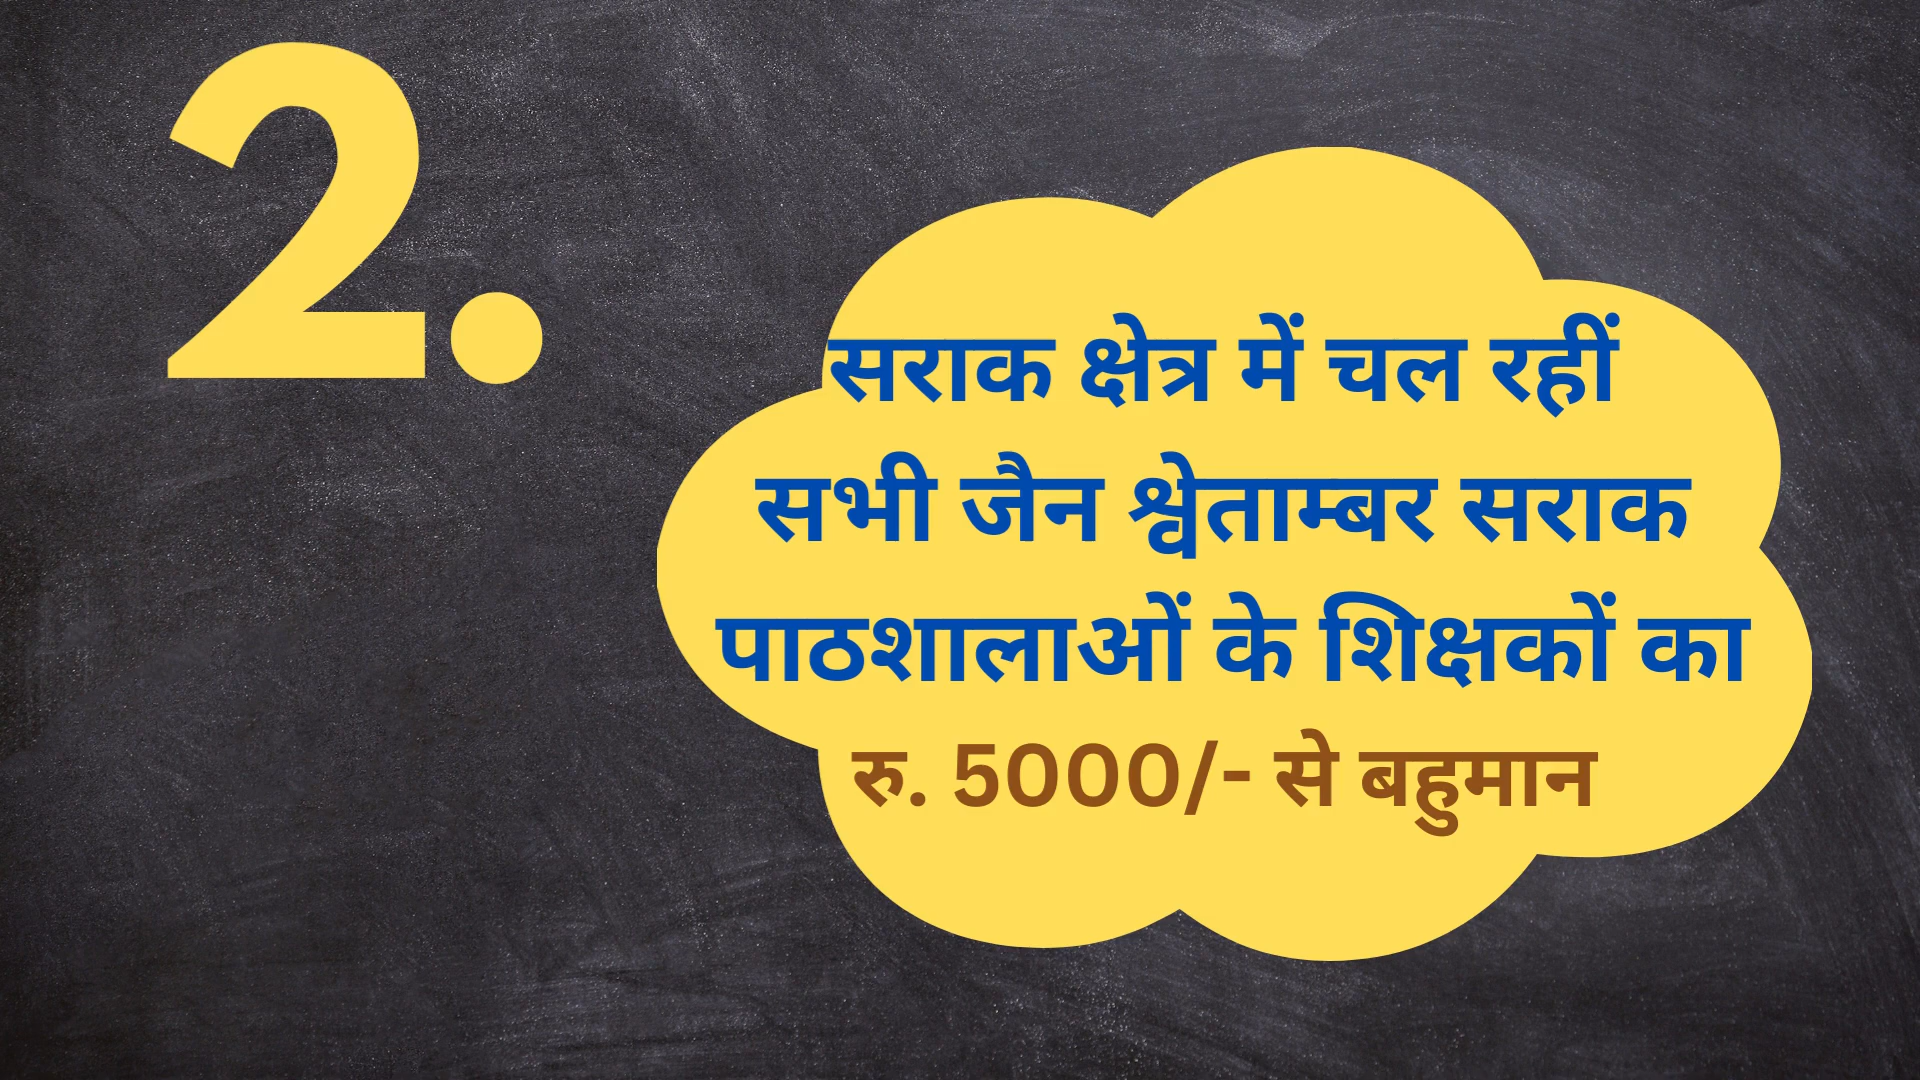 2.
सराक क्षेत्र में चल रहीं
सभी जैन श्वेताम्बर सराक
पाठशालाओं के शिक्षकों का
रु. 5000/- से बहुमान